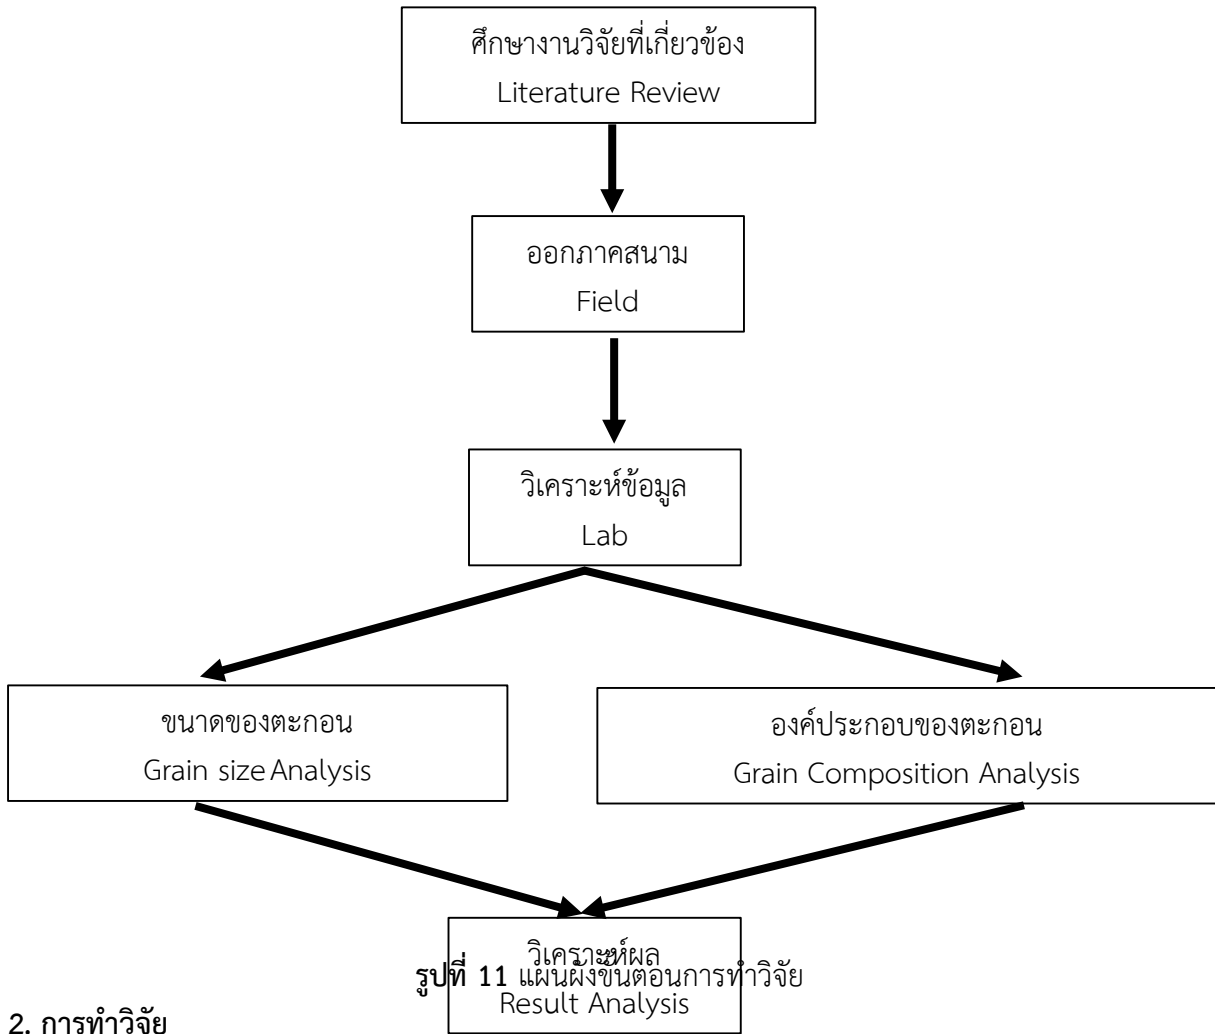 ศึกษางานวิจัยที่เกี่ยวข้อง
Literature Review
ออกภาคสนาม
Field
วิเคราะห์ข้อมูล
Lab
ขนาดของตะกอน
Grain size Analysis
องค์ประกอบของตะกอน
Grain Composition Analysis
วิเคราะห์ผล
รูปที่ 11 แผนผังขั้นตอนการทำวิจัย
Result Analysis
2. การทำวิจัย